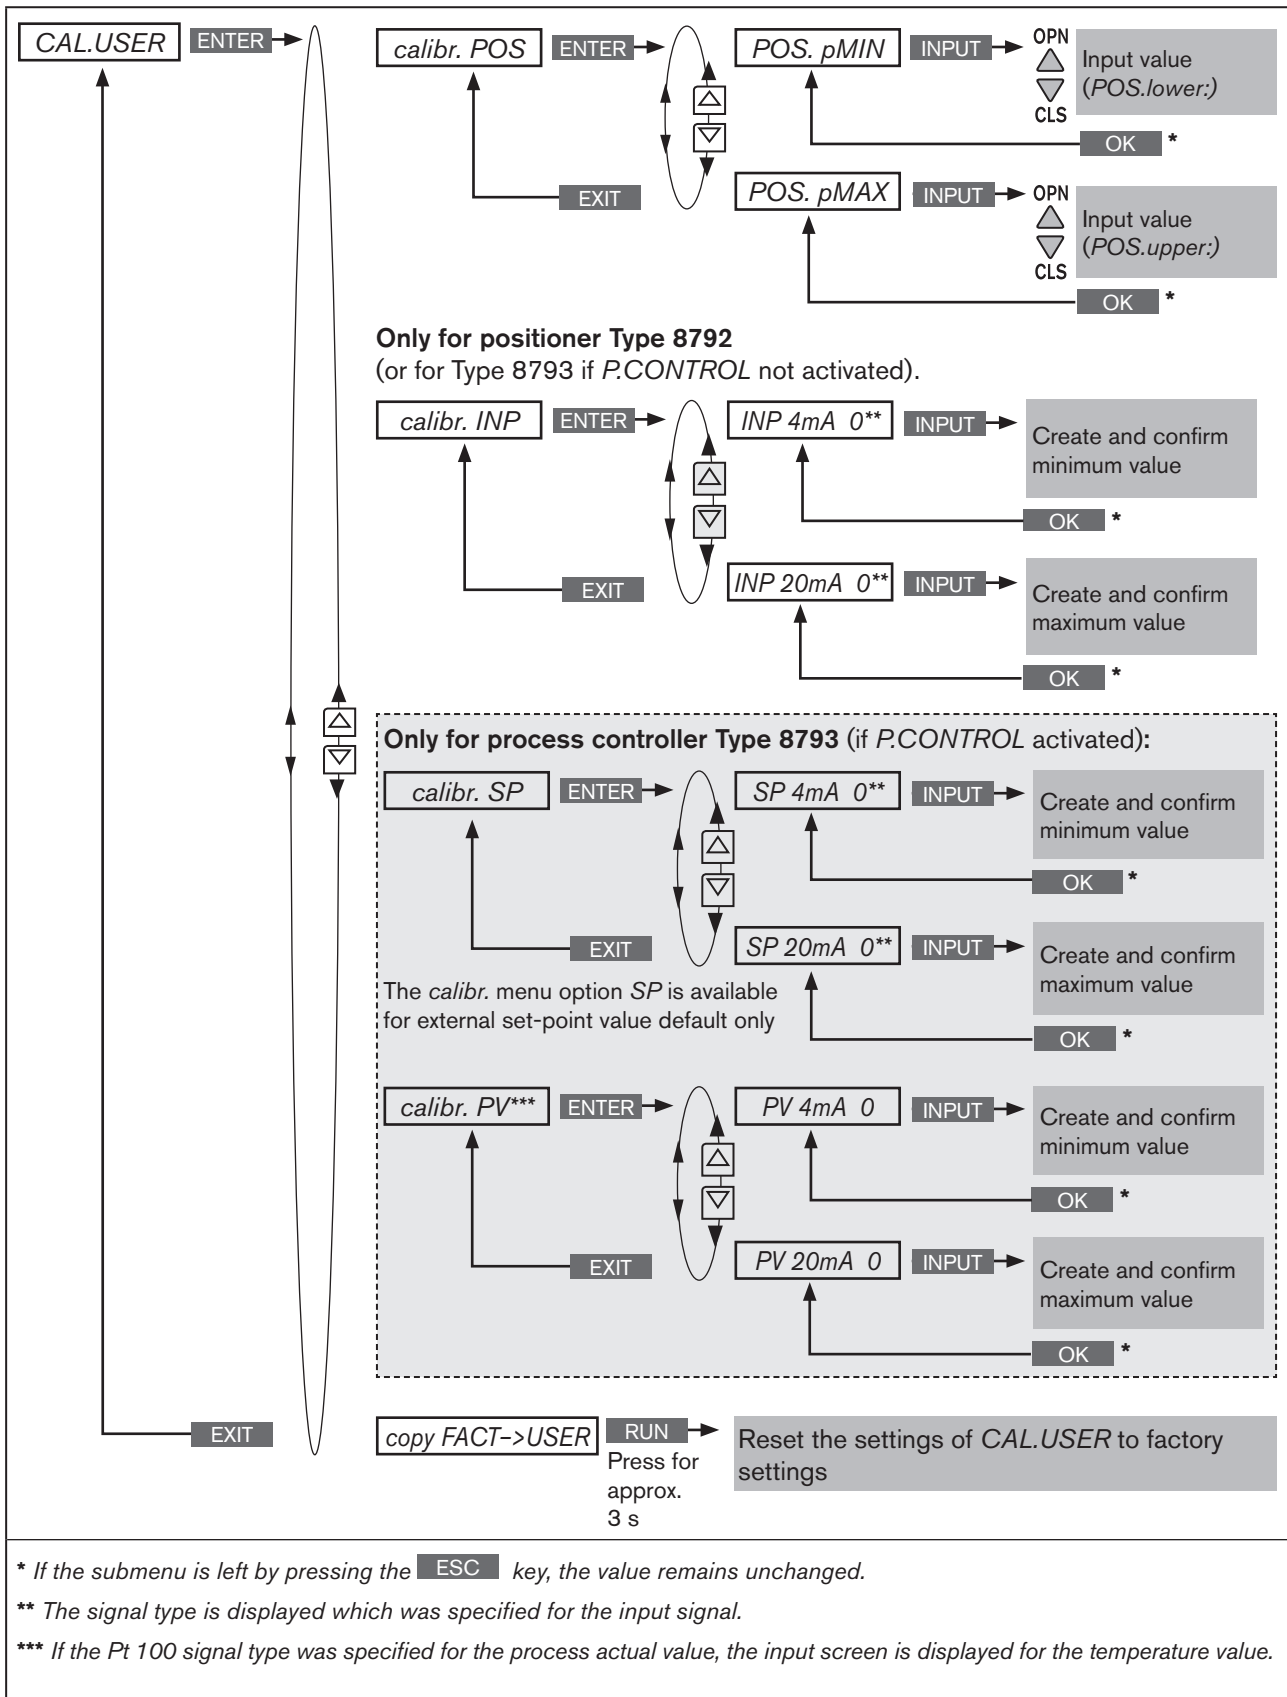 CAL.USER ENTER
calibr. POS ENTER
POS. pMIN INPUT
OPN
CLS
Input value
(POS.lower:)
OK *
EXIT
POS. pMAX INPUT
OPN
CLS
Input value
(POS.upper:)
OK *
Only for positioner Type 8792
(or for Type 8793 if P.CONTROL not activated).
calibr. INP ENTER
INP 4mA 0** INPUT
Create and confirm
minimum value
OK *
EXIT
INP 20mA 0** INPUT
Create and confirm
maximum value
OK *
Only for process controller Type 8793 (if P.CONTROL activated):
calibr. SP ENTER
SP 4mA 0** INPUT
Create and confirm
minimum value
OK *
EXIT
SP 20mA 0** INPUT
Create and confirm
maximum value
OK *
The calibr. menu option SP is available
for external set-point value default only
calibr. PV*** ENTER
PV 4mA 0 INPUT
Create and confirm
minimum value
OK *
EXIT
PV 20mA 0 INPUT
Create and confirm
maximum value
OK *
EXIT
copy FACT–>USER RUN
Press for
approx.
3 s
Reset the settings of CAL.USER to factory
settings
* If the submenu is left by pressing the ESC key, the value remains unchanged.
** The signal type is displayed which was specified for the input signal.
*** If the Pt 100 signal type was specified for the process actual value, the input screen is displayed for the temperature value.